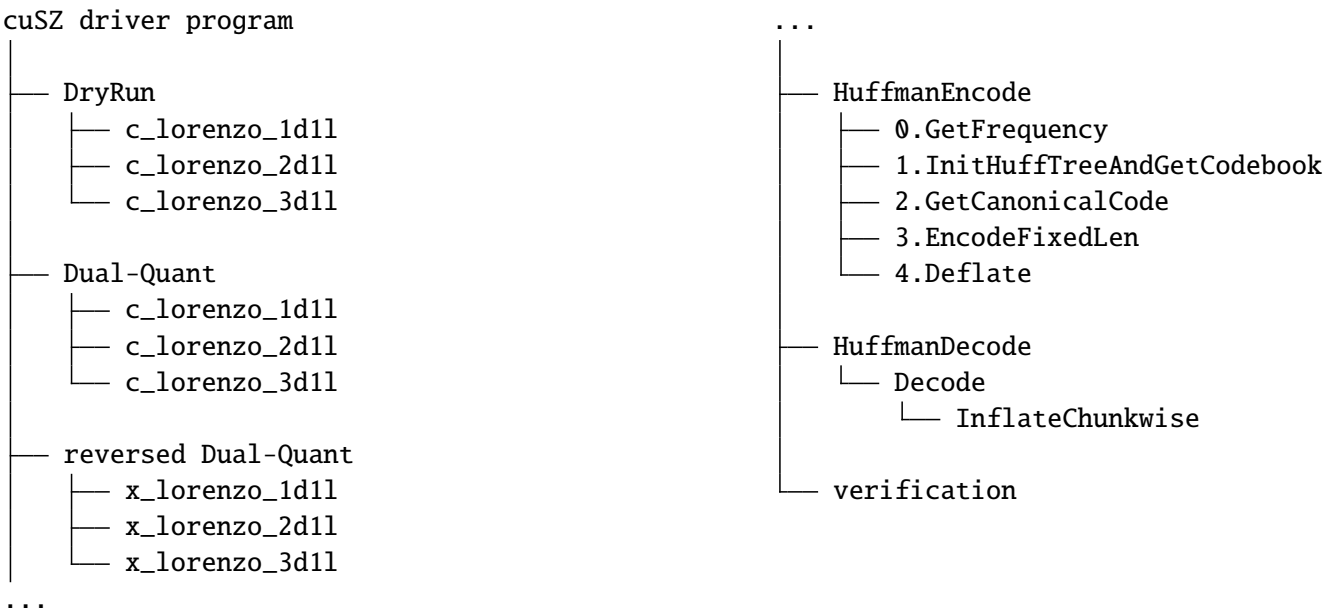 cuSZ driver program
DryRun
c_lorenzo_1d1l
c_lorenzo_2d1l
c_lorenzo_3d1l
Dual-Quant
c_lorenzo_1d1l
c_lorenzo_2d1l
c_lorenzo_3d1l
reversed Dual-Quant
x_lorenzo_1d1l
x_lorenzo_2d1l
x_lorenzo_3d1l
...
...
HuffmanEncode
0.GetFrequency
1.InitHuffTreeAndGetCodebook
2.GetCanonicalCode
3.EncodeFixedLen
4.Deflate
HuffmanDecode
Decode
InflateChunkwise
verification